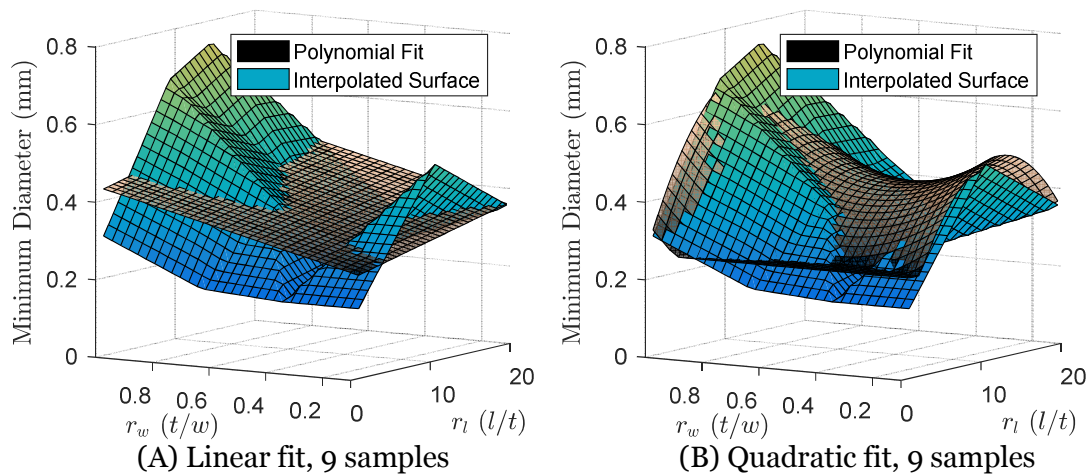 Polynomial Fit
Interpolated Surface
Minimum Diameter (mm)
0.8
0.6
0.4
0.2
0
0.8
0.6
0.4
0.2
0
10
20
r_w (t/w)
r_l (l/t)
(A) Linear fit, 9 samples
Polynomial Fit
Interpolated Surface
Minimum Diameter (mm)
0.8
0.6
0.4
0.2
0
0.8
0.6
0.4
0.2
0
10
20
r_w (t/w)
r_l (l/t)
(B) Quadratic fit, 9 samples